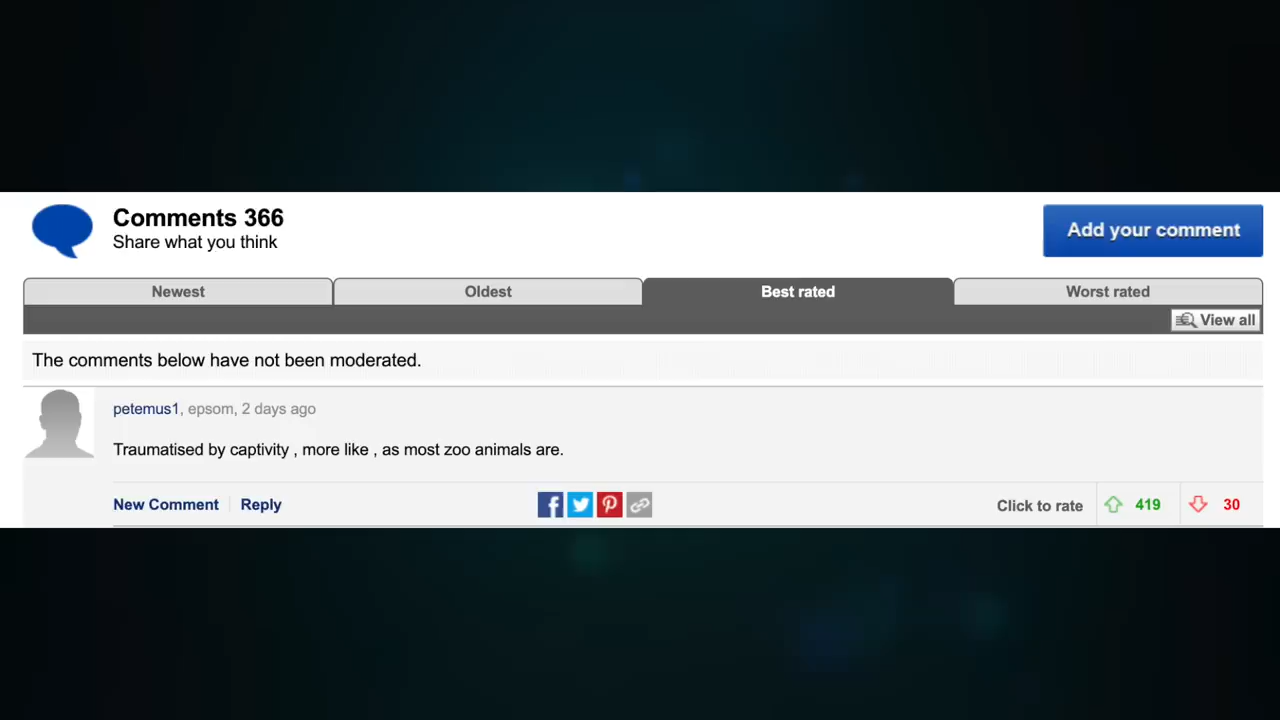 Comments 366
Share what you think
Add your comment
Newest
Oldest
Best rated
Worst rated
View all
The comments below have not been moderated.
petemus1, epsom, 2 days ago
Traumatised by captivity , more like , as most zoo animals are.
New Comment
Reply
Click to rate
419
30